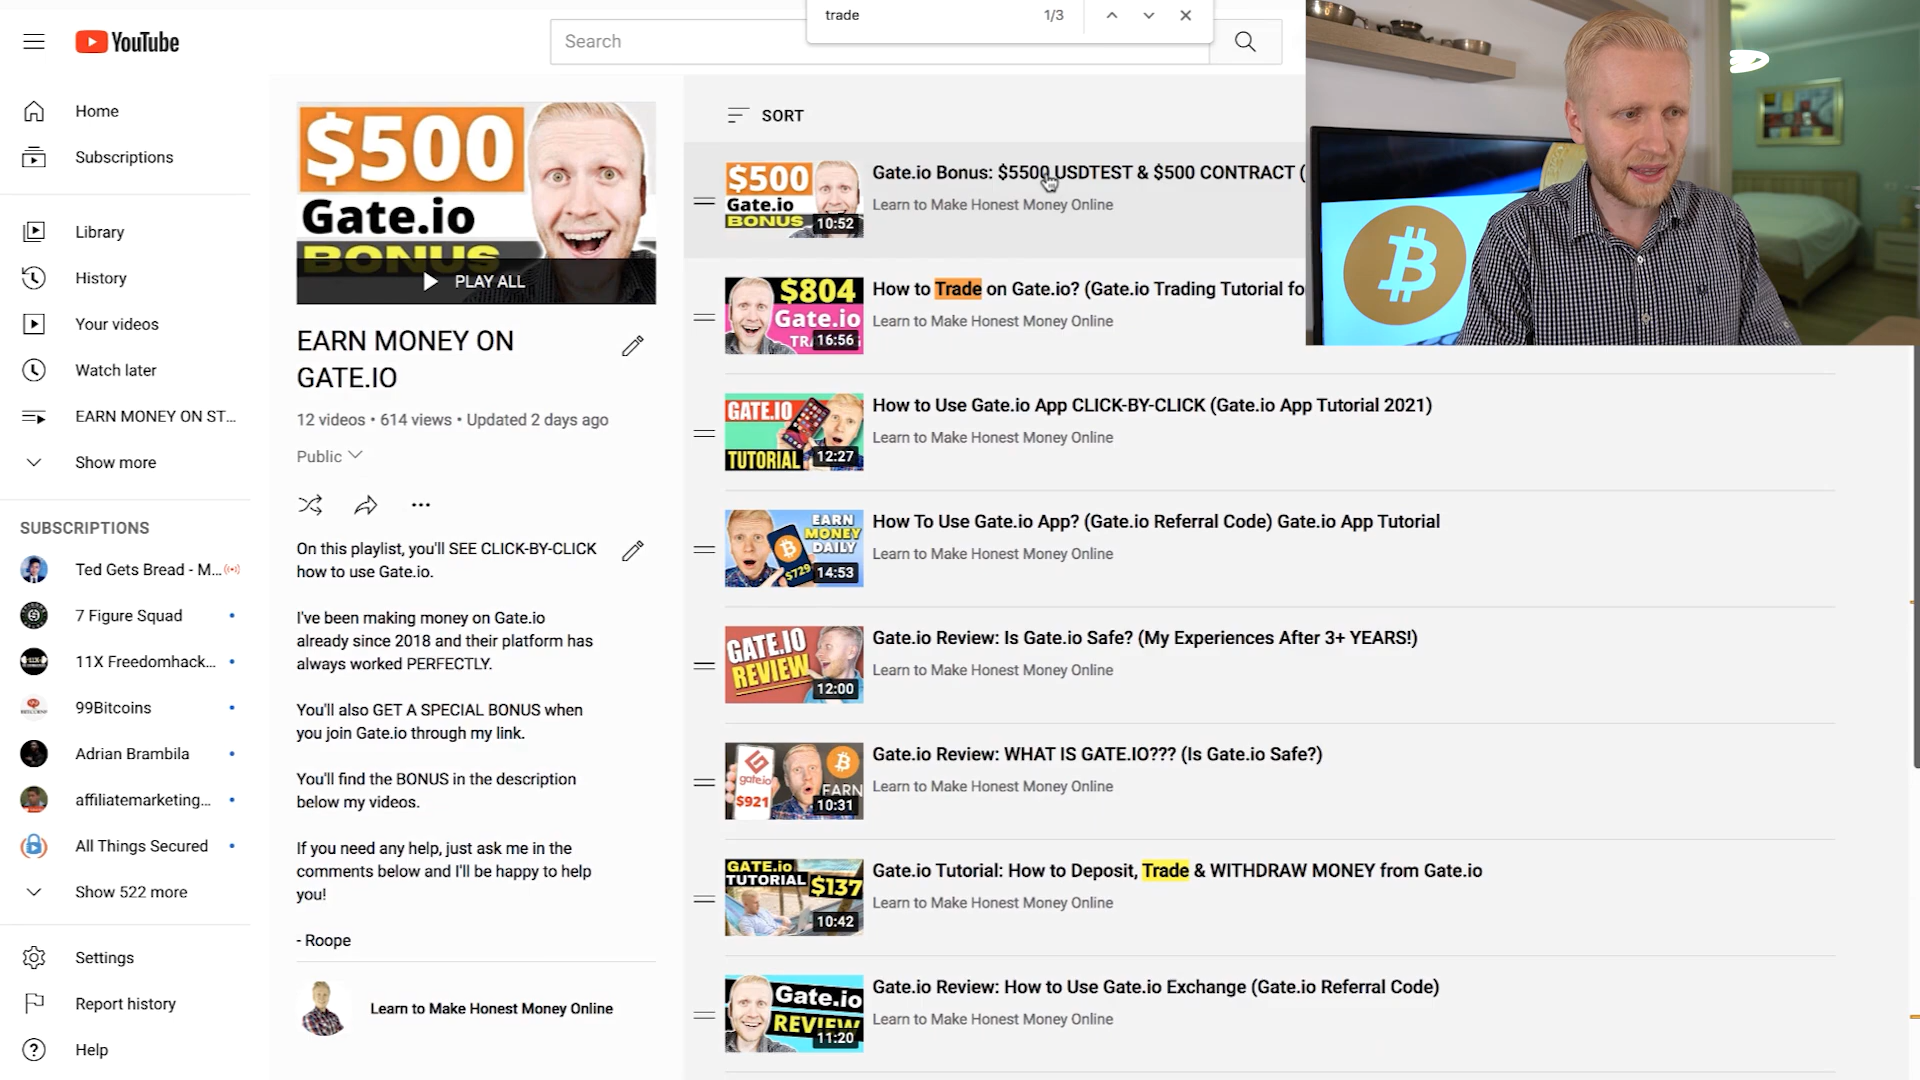 trade
1/3
YouTube
Search
Home
Subscriptions
Library
History
Your videos
Watch later
EARN MONEY ON ST...
Show more
SUBSCRIPTIONS
Ted Gets Bread - M...
7 Figure Squad
11X Freedomhack...
99Bitcoins
Adrian Brambila
affiliatemarketing...
All Things Secured
Show 522 more
Settings
Report history
Help
$500
Gate.io
BONUS
PLAY ALL
EARN MONEY ON
GATE.IO
12 videos • 614 views • Updated 2 days ago
Public
On this playlist, you'll SEE CLICK-BY-CLICK
how to use Gate.io.
I've been making money on Gate.io
already since 2018 and their platform has
always worked PERFECTLY.
You'll also GET A SPECIAL BONUS when
you join Gate.io through my link.
You'll find the BONUS in the description
below my videos.
If you need any help, just ask me in the
comments below and I'll be happy to help
you!
- Roope
Learn to Make Honest Money Online
SORT
$500
Gate.io
BONUS
10:52
Gate.io Bonus: $5500 USDTEST & $500 CONTRACT (
Learn to Make Honest Money Online
$804
Gate.io
16:56
How to Trade on Gate.io? (Gate.io Trading Tutorial fo
Learn to Make Honest Money Online
GATE.IO
TUTORIAL
12:27
How to Use Gate.io App CLICK-BY-CLICK (Gate.io App Tutorial 2021)
Learn to Make Honest Money Online
EARN
MONEY
DAILY
$729
14:53
How To Use Gate.io App? (Gate.io Referral Code) Gate.io App Tutorial
Learn to Make Honest Money Online
GATE.IO
REVIEW
12:00
Gate.io Review: Is Gate.io Safe? (My Experiences After 3+ YEARS!)
Learn to Make Honest Money Online
gate.io
$921
EARN
10:31
Gate.io Review: WHAT IS GATE.IO??? (Is Gate.io Safe?)
Learn to Make Honest Money Online
GATE.io
TUTORIAL
$137
10:42
Gate.io Tutorial: How to Deposit, Trade & WITHDRAW MONEY from Gate.io
Learn to Make Honest Money Online
Gate.io
REVIEW
11:20
Gate.io Review: How to Use Gate.io Exchange (Gate.io Referral Code)
Learn to Make Honest Money Online